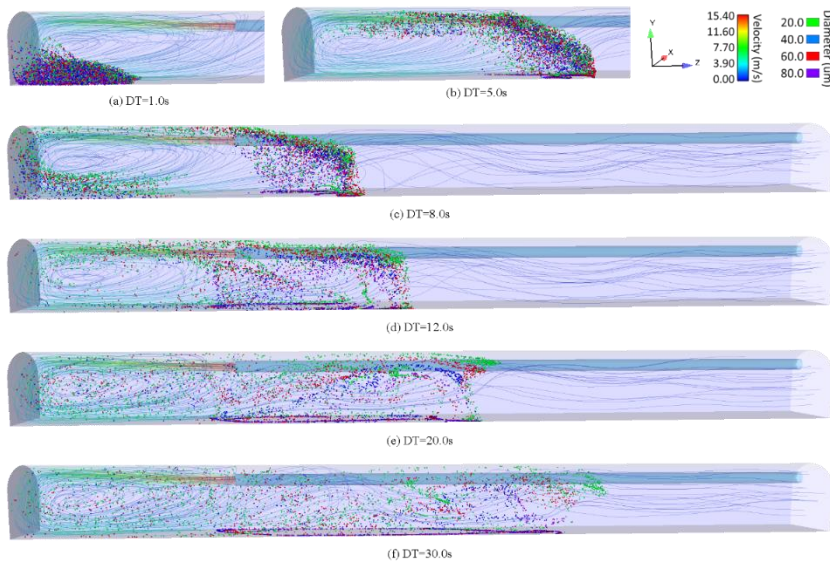 (a) DT=1.0s
(b) DT=5.0s
Y
X
Z
15.40
11.60
7.70
3.90
0.00
Velocity (m/s)
20.0
40.0
60.0
80.0
Diameter (um)
(c) DT=8.0s
(d) DT=12.0s
(e) DT=20.0s
(f) DT=30.0s